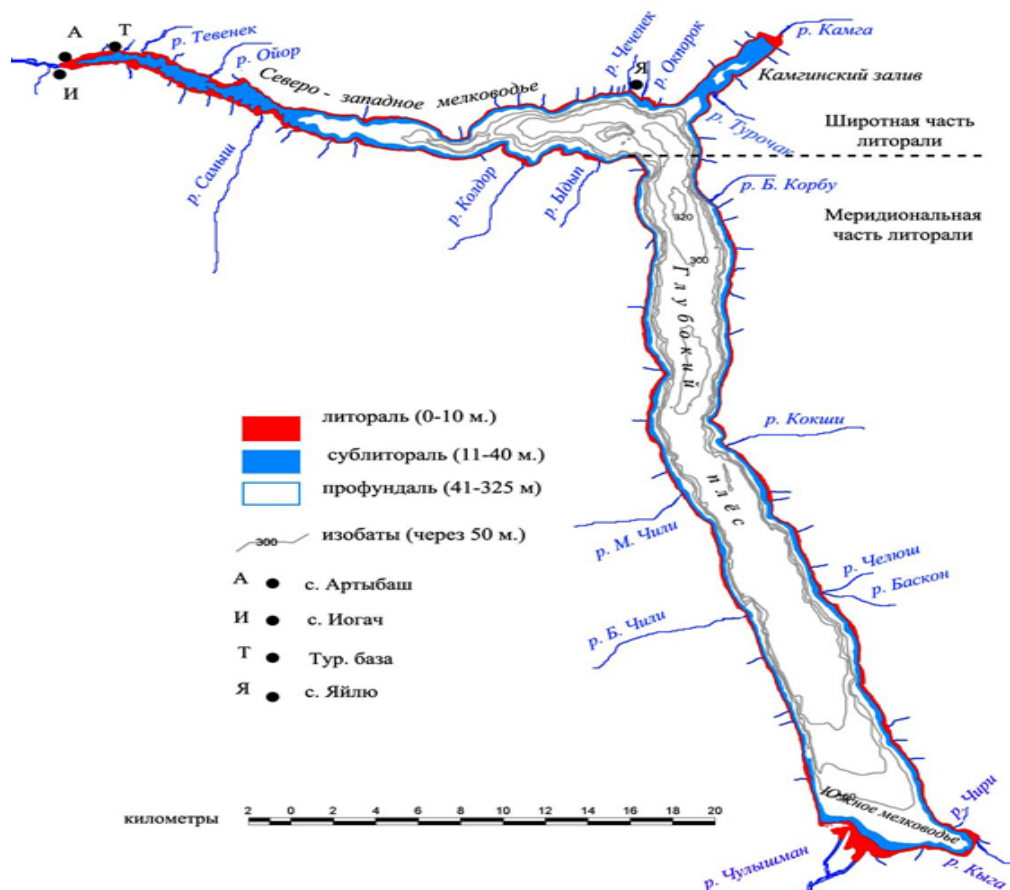 А
Т
И
р. Тевенек
р. Ойор
Северо - западное мелководье
р. Чеченек
Я
р. Окпорок
р. Камга
Камгинский залив
р. Турочак
Широтная часть
литорали
р. Самыш
р. Колдор
р. Ыдып
р. Б. Корбу
Меридиональная
часть литорали
320
300
Глубокий
плёс
р. Кокши
литораль (0-10 м.)
сублитораль (11-40 м.)
профундаль (41-325 м)
300
изобаты (через 50 м.)
р. М. Чили
р. Челюш
р. Баскон
р. Б. Чили
А с. Артыбаш
И с. Иогач
Т Тур. база
Я с. Яйлю
километры
2 0 2 4 6 8 10 12 14 16 18 20
Южное мелководье
р. Чири
р. Кыга
р. Чулышман